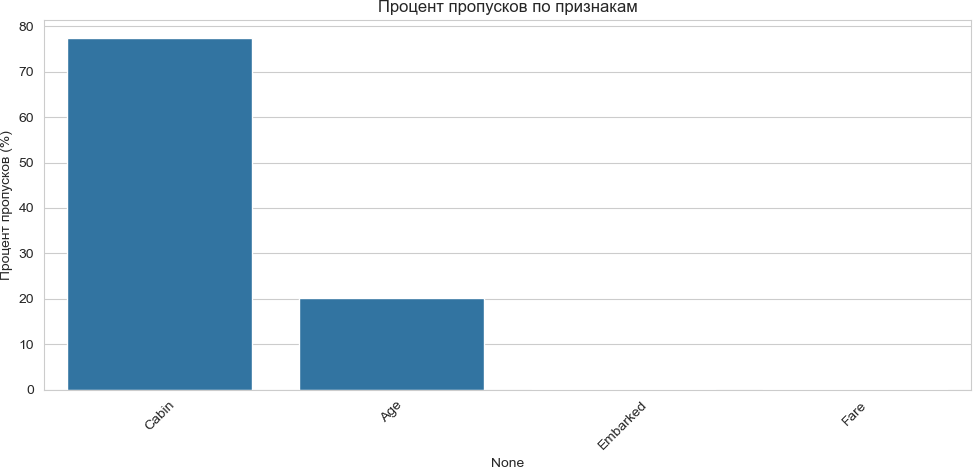 Процент пропусков по признакам
Процент пропусков (%)
80
70
60
50
40
30
20
10
0
Cabin
Age
Embarked
Fare
None